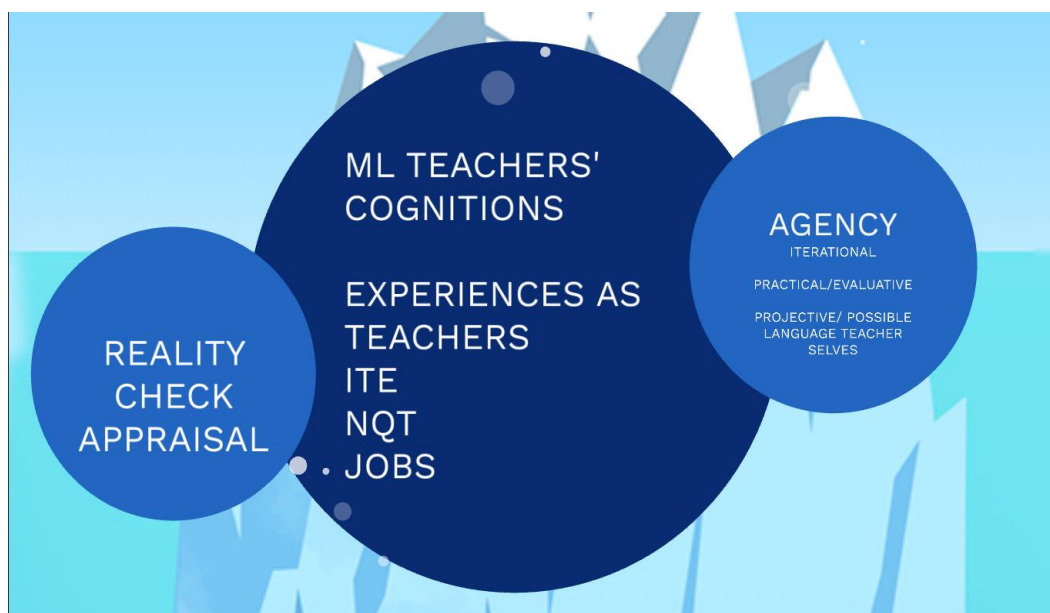 ML TEACHERS'
COGNITIONS
EXPERIENCES AS
TEACHERS
ITE
NQT
JOBS
REALITY
CHECK
APPRAISAL
AGENCY
ITERATIONAL
PRACTICAL/EVALUATIVE
PROJECTIVE/ POSSIBLE
LANGUAGE TEACHER
SELVES